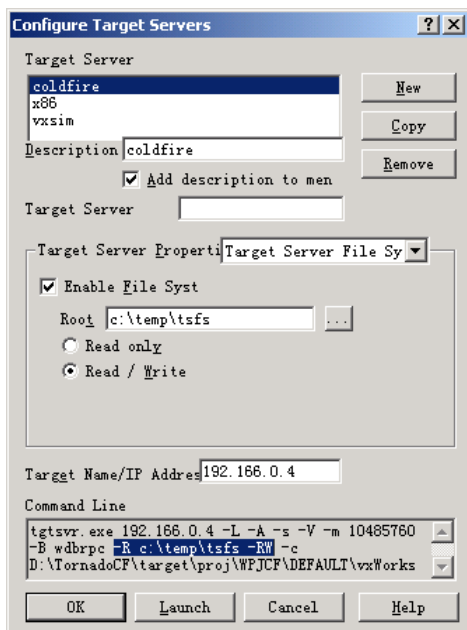 Configure Target Servers
Target Server
coldfire
x86
vxsim
New
Copy
Remove
Description coldfire
Add description to men
Target Server
Target Server Properti Target Server File Sy
Enable File Syst
Root c:\temp\tsfs ...
Read only
Read / Write
Target Name/IP Addres 192.168.0.4
Command Line
tgtsvr.exe 192.168.0.4 -L -A -s -V -m 10485760
-B wdbrpc -R c:\temp\tsfs -RW -c
D:\TornadoCF\target\proj\WPJCF\DEFAULT\vxWorks
OK Launch Cancel Help